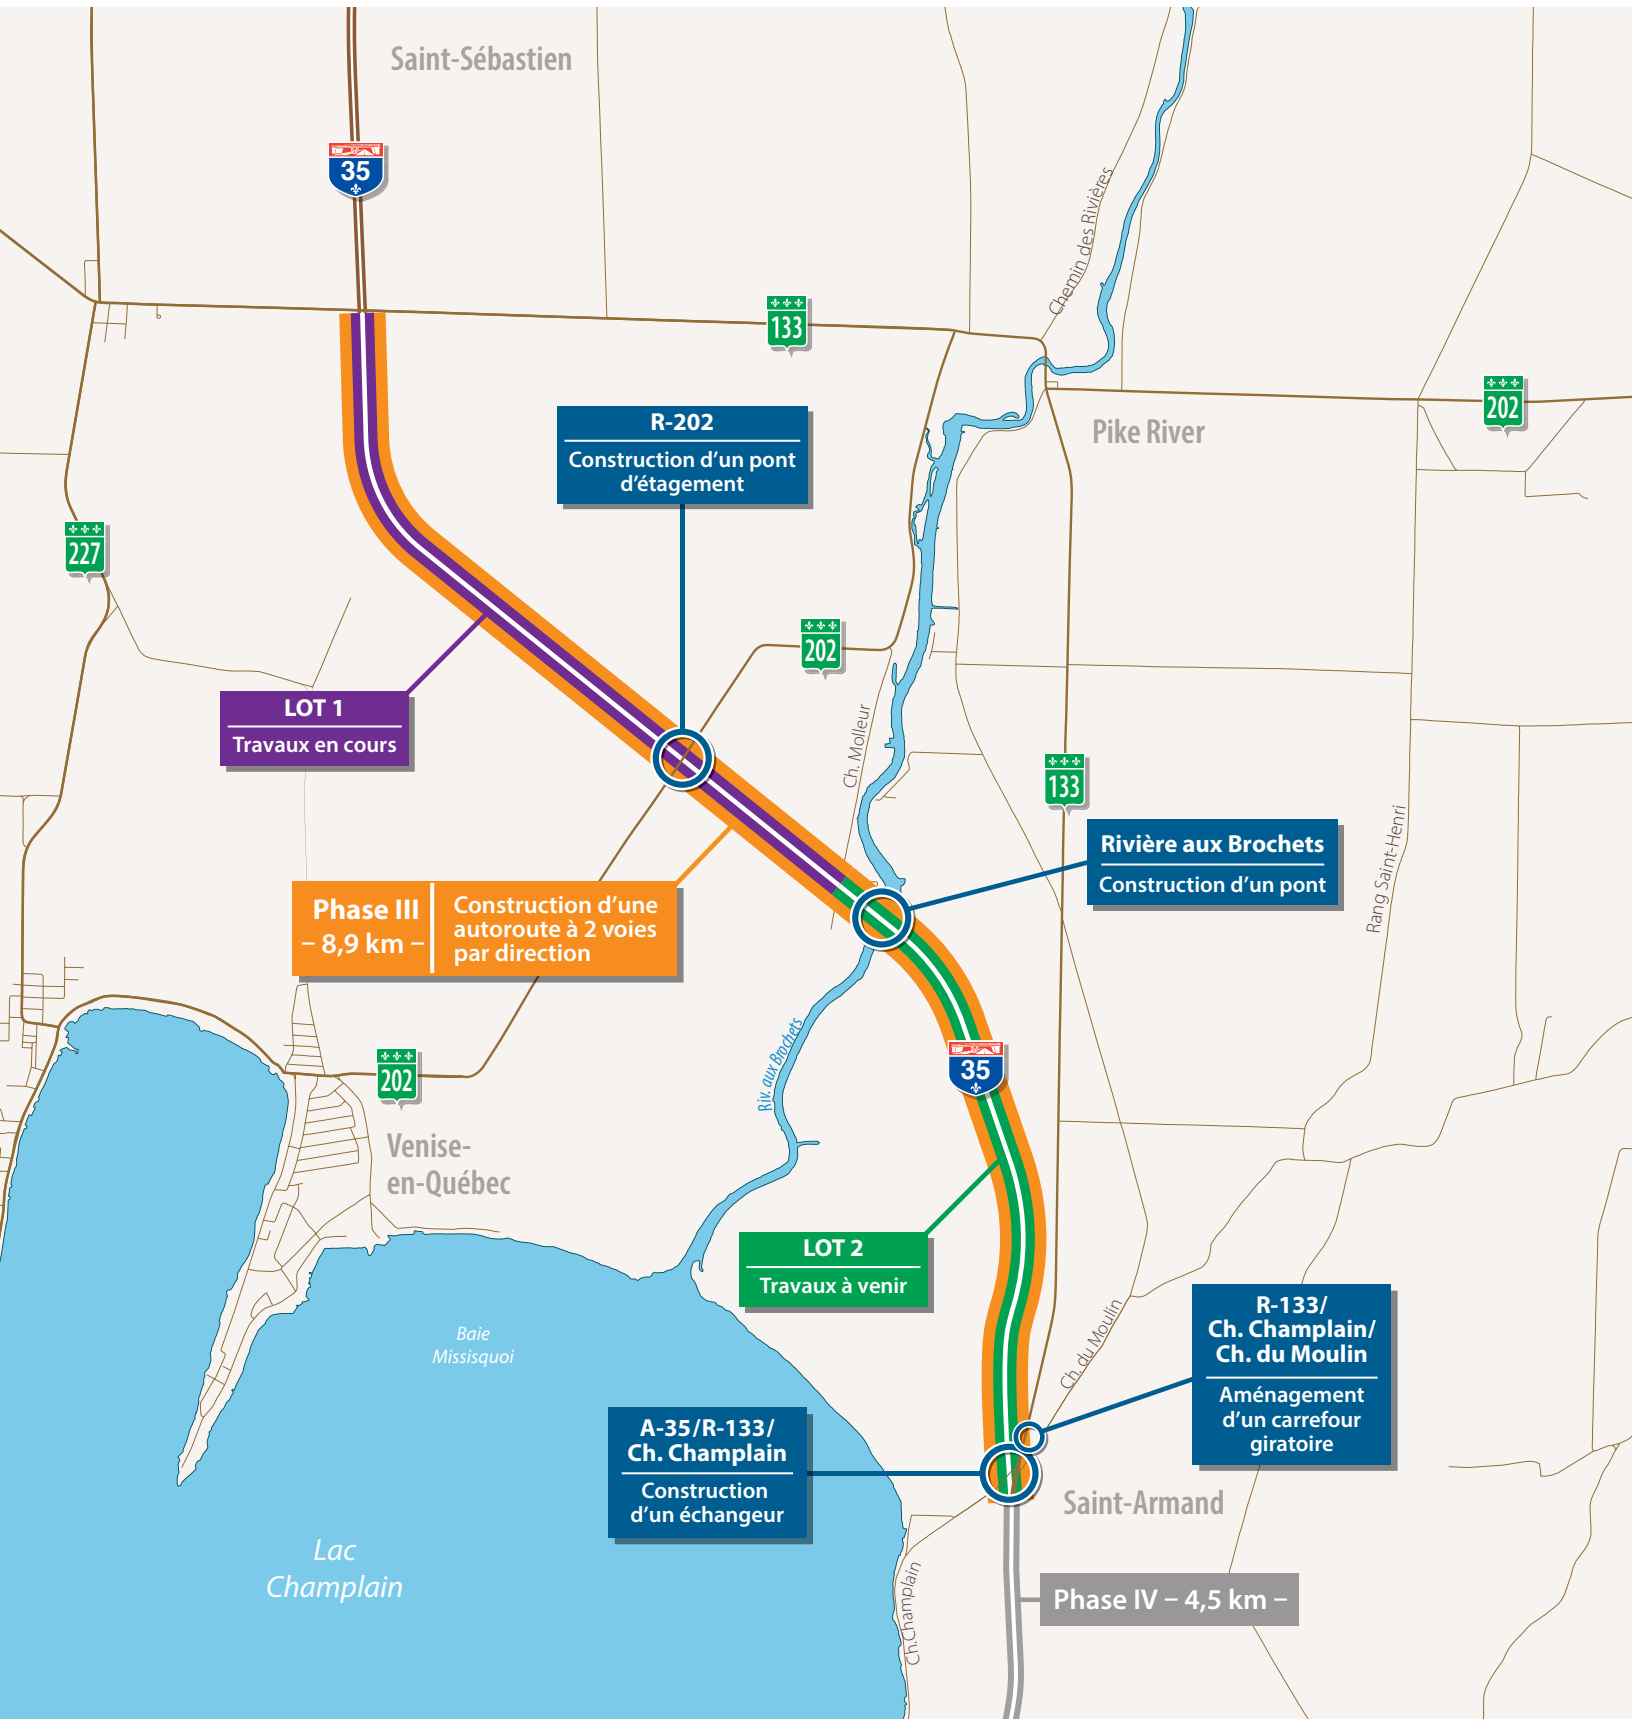 Saint-Sébastien
35
Chemin des Rivières
133
202
R-202
Construction d’un pont
d’étagement
Pike River
227
202
LOT 1
Travaux en cours
Ch. Molleur
133
Rivière aux Brochets
Construction d’un pont
Rang Saint-Henri
Phase III
– 8,9 km –
Construction d’une
autoroute à 2 voies
par direction
Riv. aux Brochets
35
202
Venise-
en-Québec
LOT 2
Travaux à venir
Baie
Missisquoi
Ch. du Moulin
R-133/
Ch. Champlain/
Ch. du Moulin
Aménagement
d’un carrefour
giratoire
A-35/R-133/
Ch. Champlain
Construction
d’un échangeur
Saint-Armand
Lac
Champlain
Ch.Champlain
Phase IV – 4,5 km –